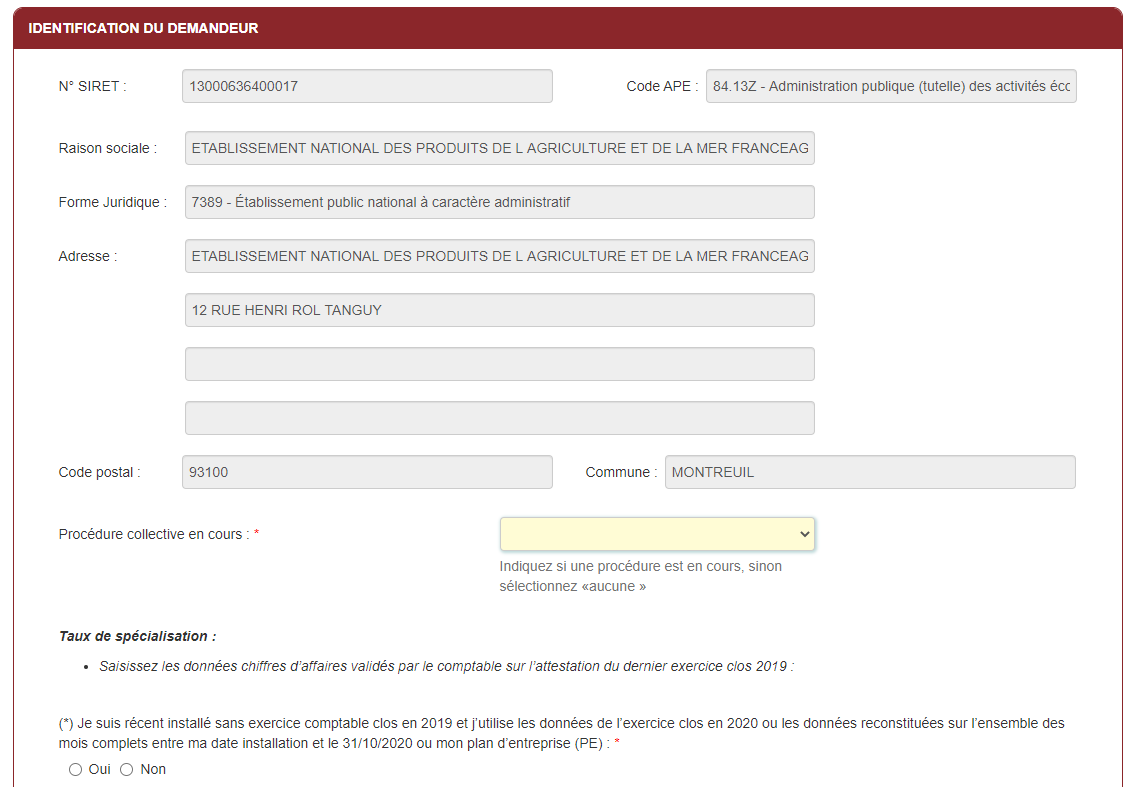 IDENTIFICATION DU DEMANDEUR
N° SIRET : 13000636400017 Code APE : 84.13Z - Administration publique (tutelle) des activités écc
Raison sociale : ETABLISSEMENT NATIONAL DES PRODUITS DE L AGRICULTURE ET DE LA MER FRANCEAG
Forme Juridique : 7389 - Établissement public national à caractère administratif
Adresse : ETABLISSEMENT NATIONAL DES PRODUITS DE L AGRICULTURE ET DE LA MER FRANCEAG
12 RUE HENRI ROL TANGUY
Code postal : 93100 Commune : MONTREUIL
Procédure collective en cours : *
Indiquez si une procédure est en cours, sinon
sélectionnez «aucune »
Taux de spécialisation :
• Saisissez les données chiffres d’affaires validés par le comptable sur l’attestation du dernier exercice clos 2019 :
(*) Je suis récent installé sans exercice comptable clos en 2019 et j’utilise les données de l’exercice clos en 2020 ou les données reconstituées sur l’ensemble des
mois complets entre ma date installation et le 31/10/2020 ou mon plan d’entreprise (PE) : *
Oui Non